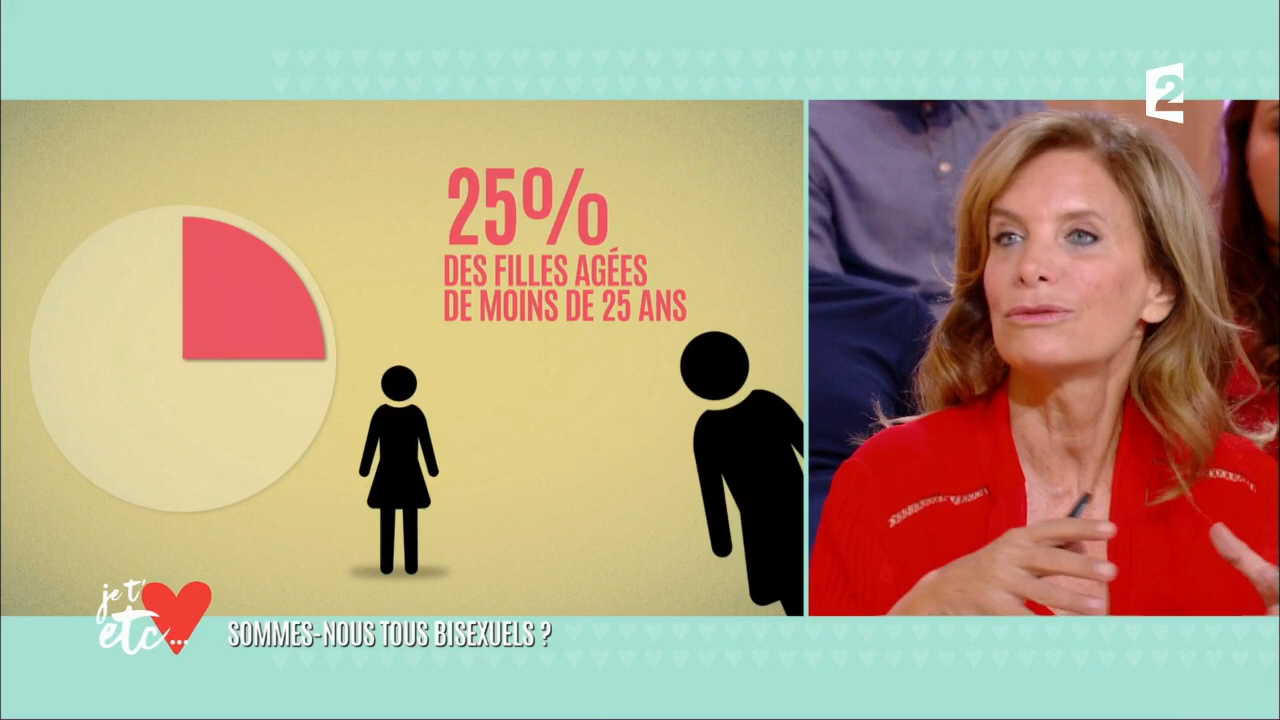 2
25%
DES FILLES AGÉES
DE MOINS DE 25 ANS
je t'
etc...
SOMMES-NOUS TOUS BISEXUELS ?